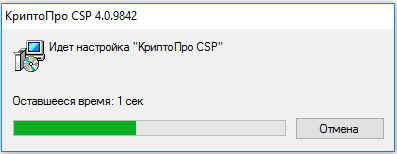 КриптоПро CSP 4.0.9842
Идет настройка "КриптоПро CSP"
Оставшееся время: 1 сек
Отмена